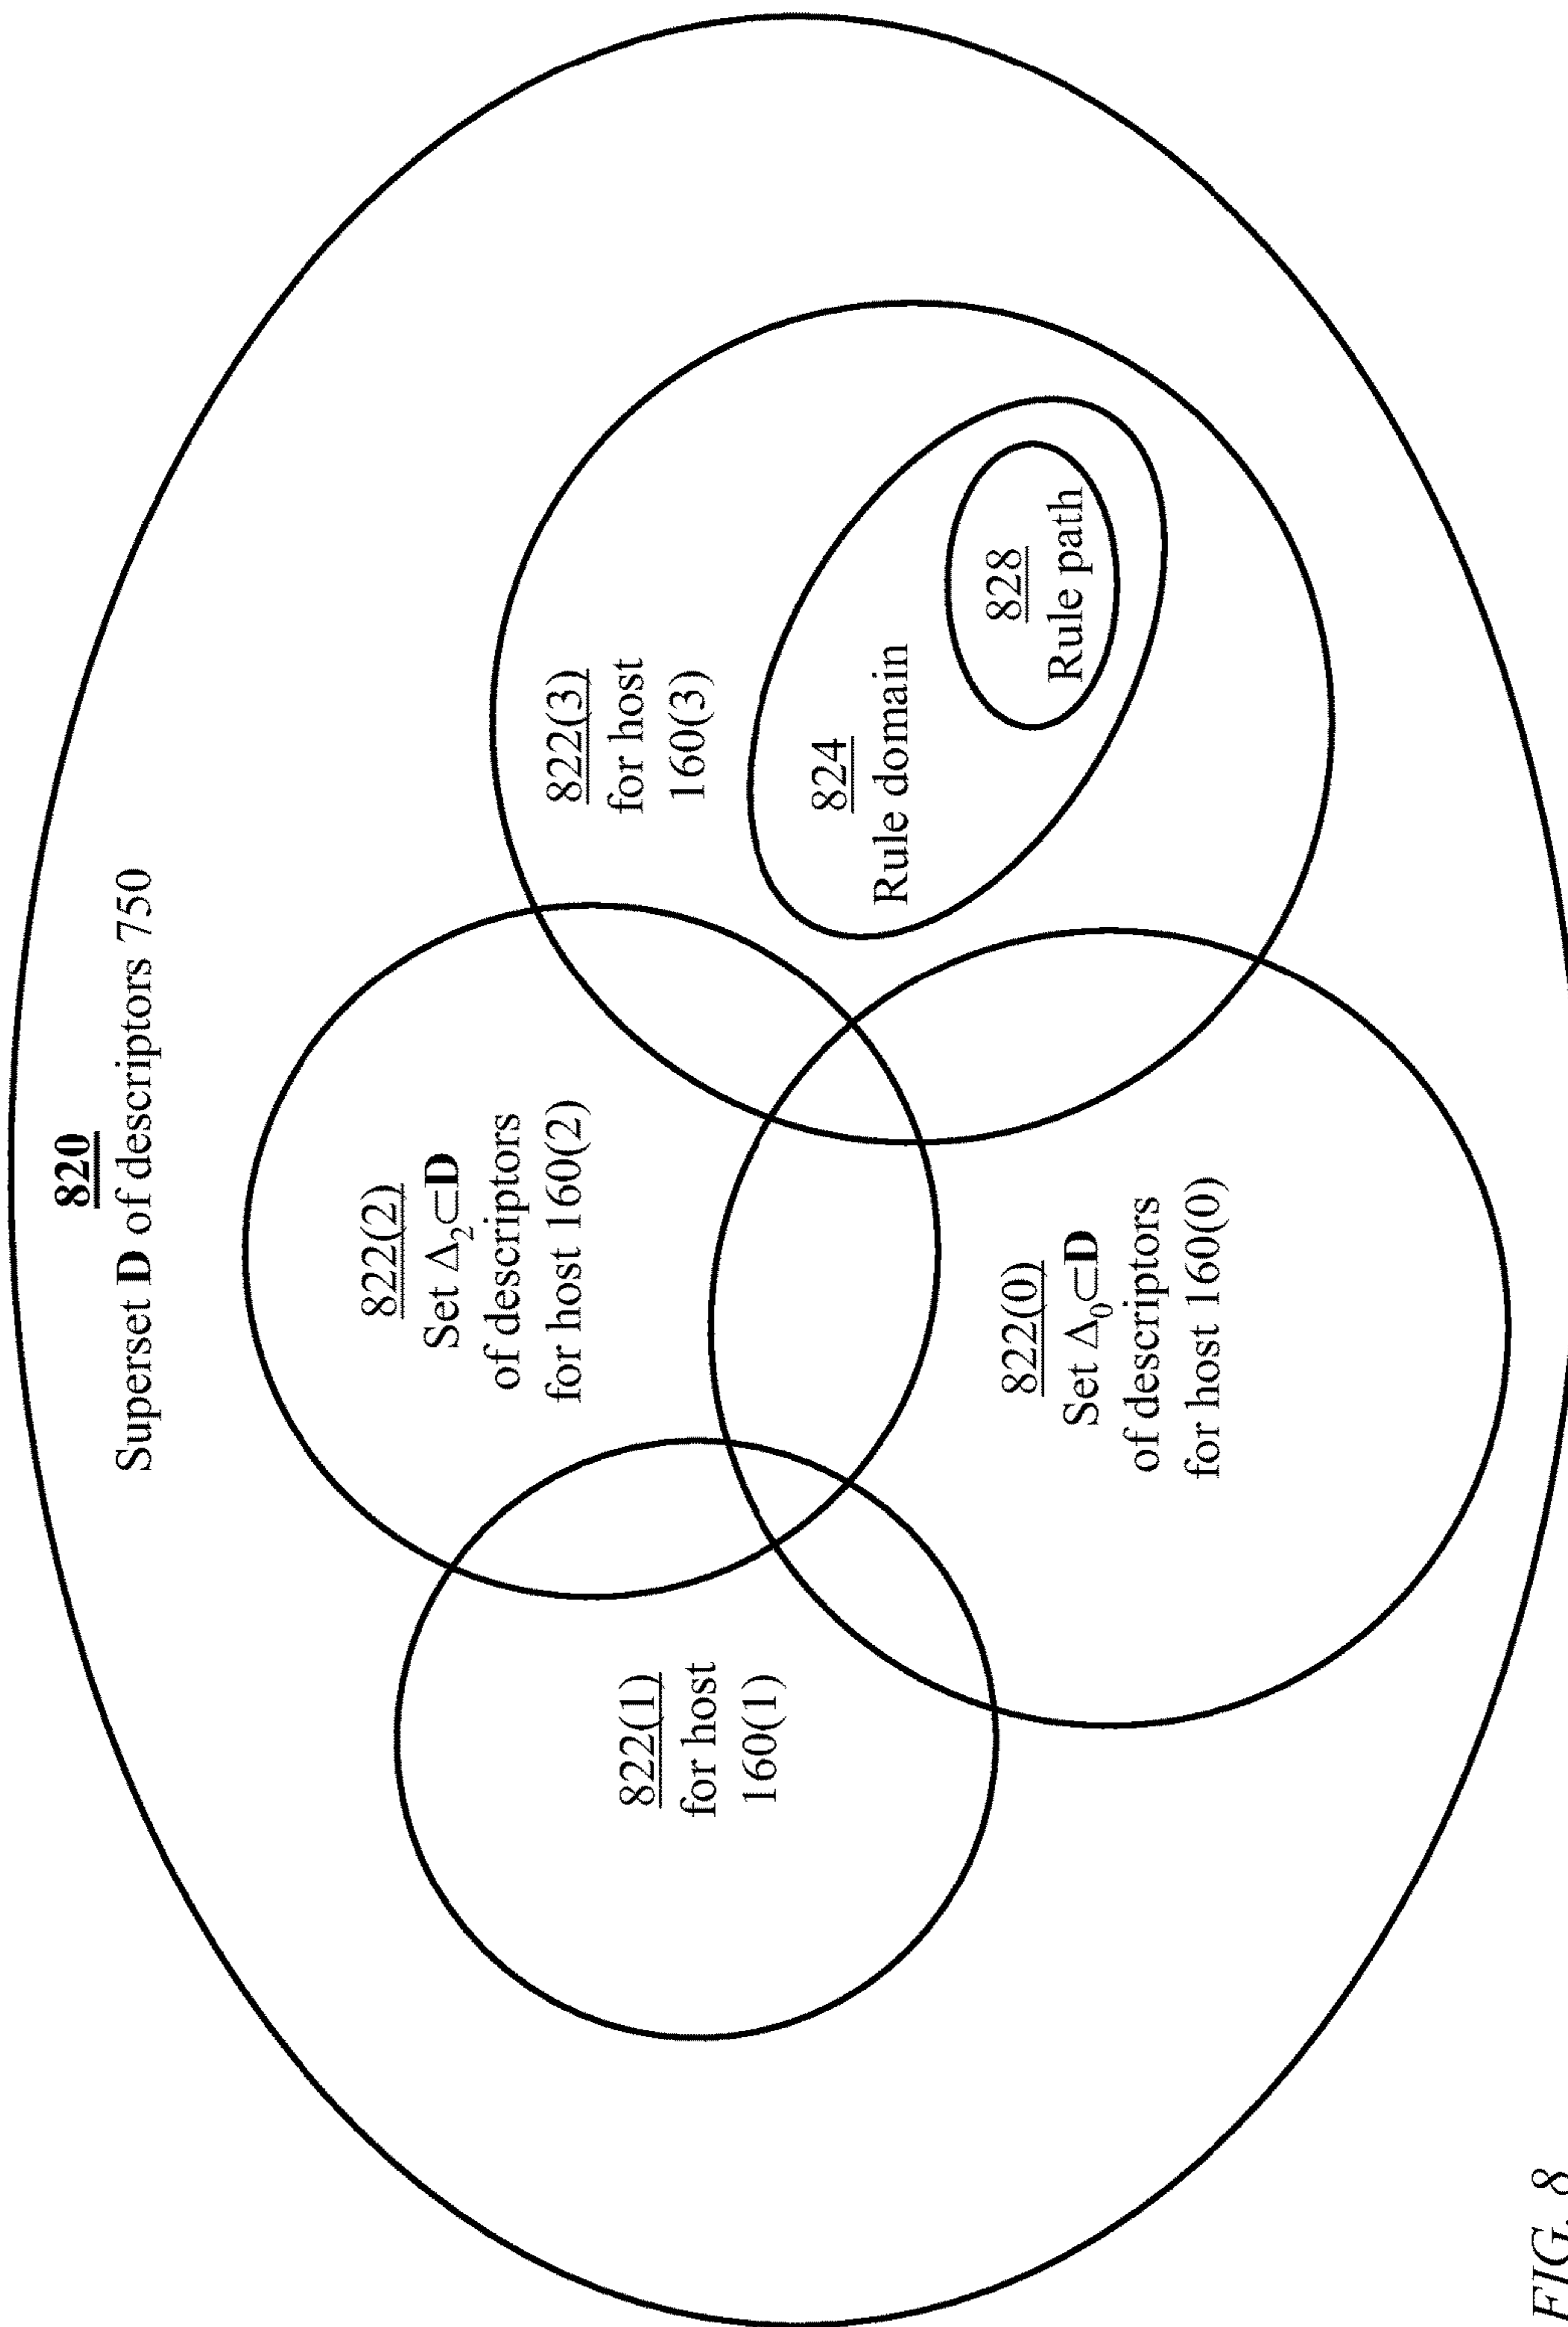 820
Superset D of descriptors 750
822(2)
Set Δ₂⊂D
of descriptors
for host 160(2)
822(1)
for host
160(1)
822(3)
for host
160(3)
824
Rule domain
828
Rule path
822(0)
Set Δ₀⊂D
of descriptors
for host 160(0)
FIG. 8